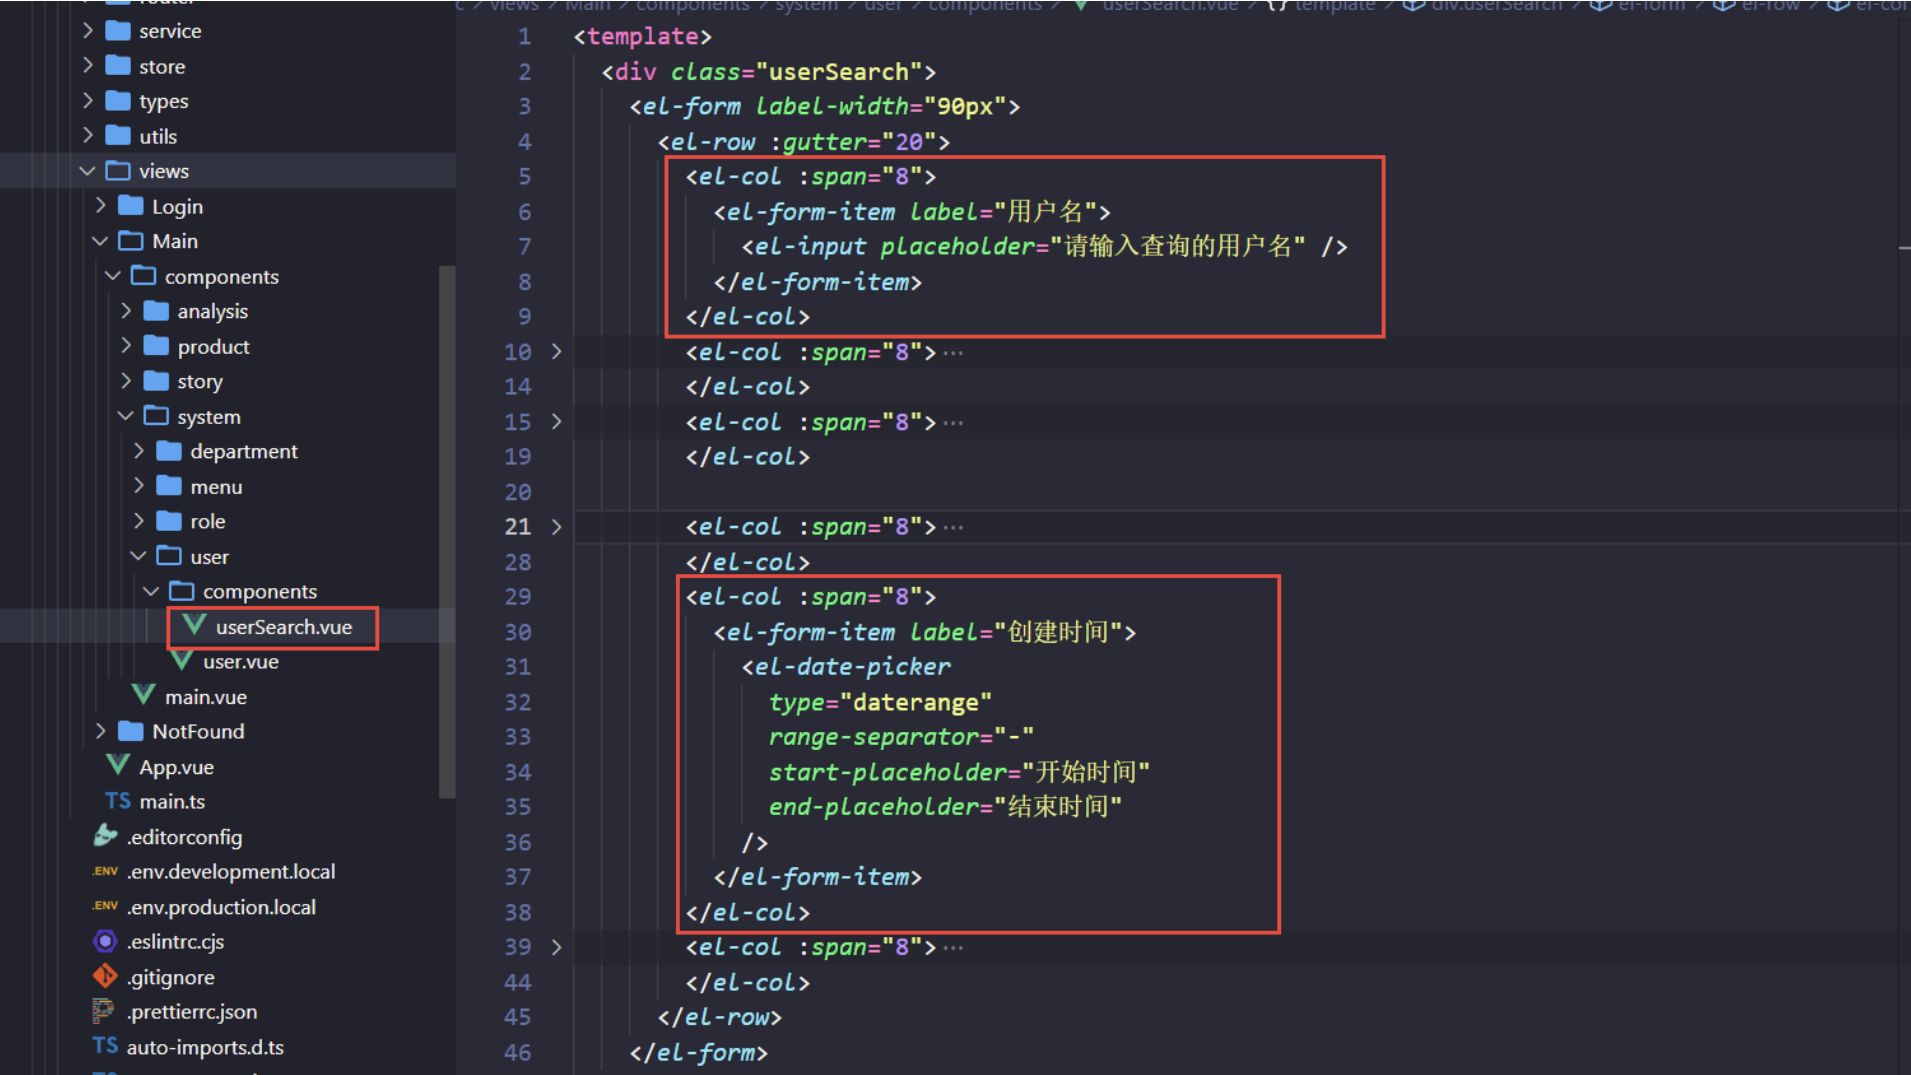 router
service
store
types
utils
views
Login
Main
components
analysis
product
story
system
department
menu
role
user
components
userSearch.vue
user.vue
main.vue
NotFound
App.vue
TS main.ts
.editorconfig
.ENV .env.development.local
.ENV .env.production.local
.eslintrc.cjs
.gitignore
.prettierrc.json
TS auto-imports.d.ts
c > views > Main > components > system > user > components > userSearch.vue > {} template > div.userSearch > el-form > el-row > el-col
1 <template>
2 <div class="userSearch">
3 <el-form label-width="90px">
4 <el-row :gutter="20">
5 <el-col :span="8">
6 <el-form-item label="用户名">
7 <el-input placeholder="请输入查询的用户名" />
8 </el-form-item>
9 </el-col>
10 > <el-col :span="8">···
14 </el-col>
15 > <el-col :span="8">···
19 </el-col>
20
21 > <el-col :span="8">···
28 </el-col>
29 <el-col :span="8">
30 <el-form-item label="创建时间">
31 <el-date-picker
32 type="daterange"
33 range-separator="-"
34 start-placeholder="开始时间"
35 end-placeholder="结束时间"
36 />
37 </el-form-item>
38 </el-col>
39 > <el-col :span="8">···
44 </el-col>
45 </el-row>
46 </el-form>